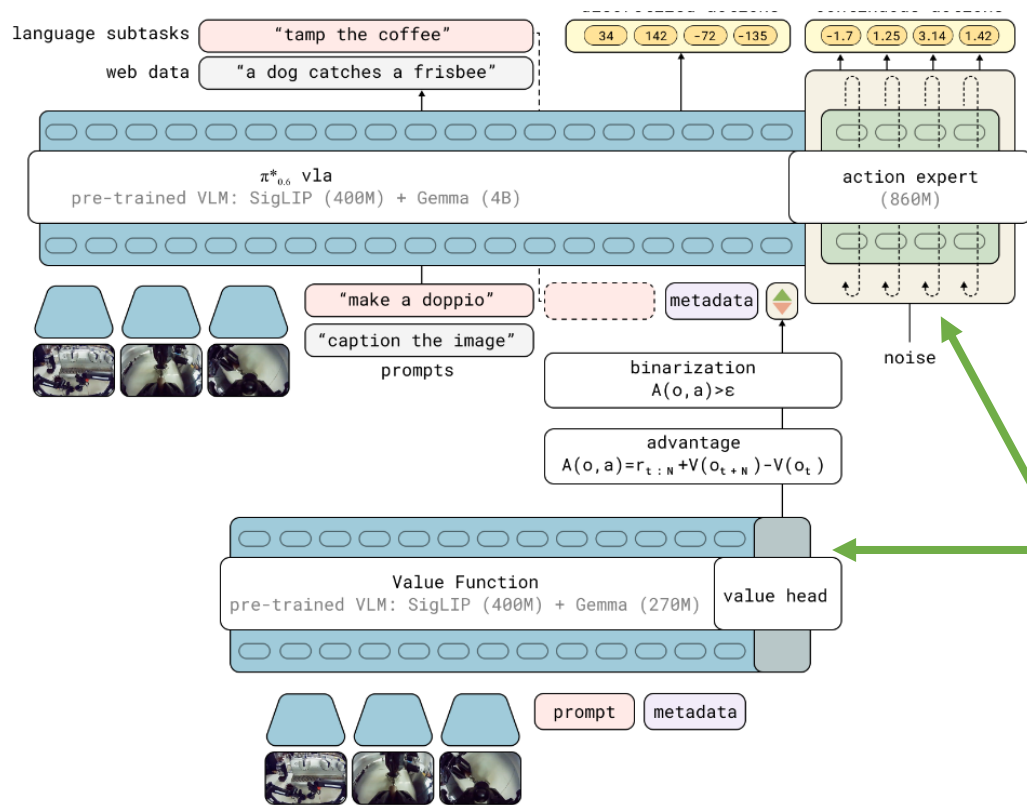 language subtasks
"tamp the coffee"
34 142 -72 -135
-1.7 1.25 3.14 1.42
web data
"a dog catches a frisbee"
π*0.6 vla
pre-trained VLM: SigLIP (400M) + Gemma (4B)
action expert
(860M)
"make a doppio"
metadata
"caption the image"
prompts
noise
binarization
A(o,a)>ε
advantage
A(o,a)=rt:N+V(ot+N)-V(ot)
Value Function
pre-trained VLM: SigLIP (400M) + Gemma (270M)
value head
prompt
metadata